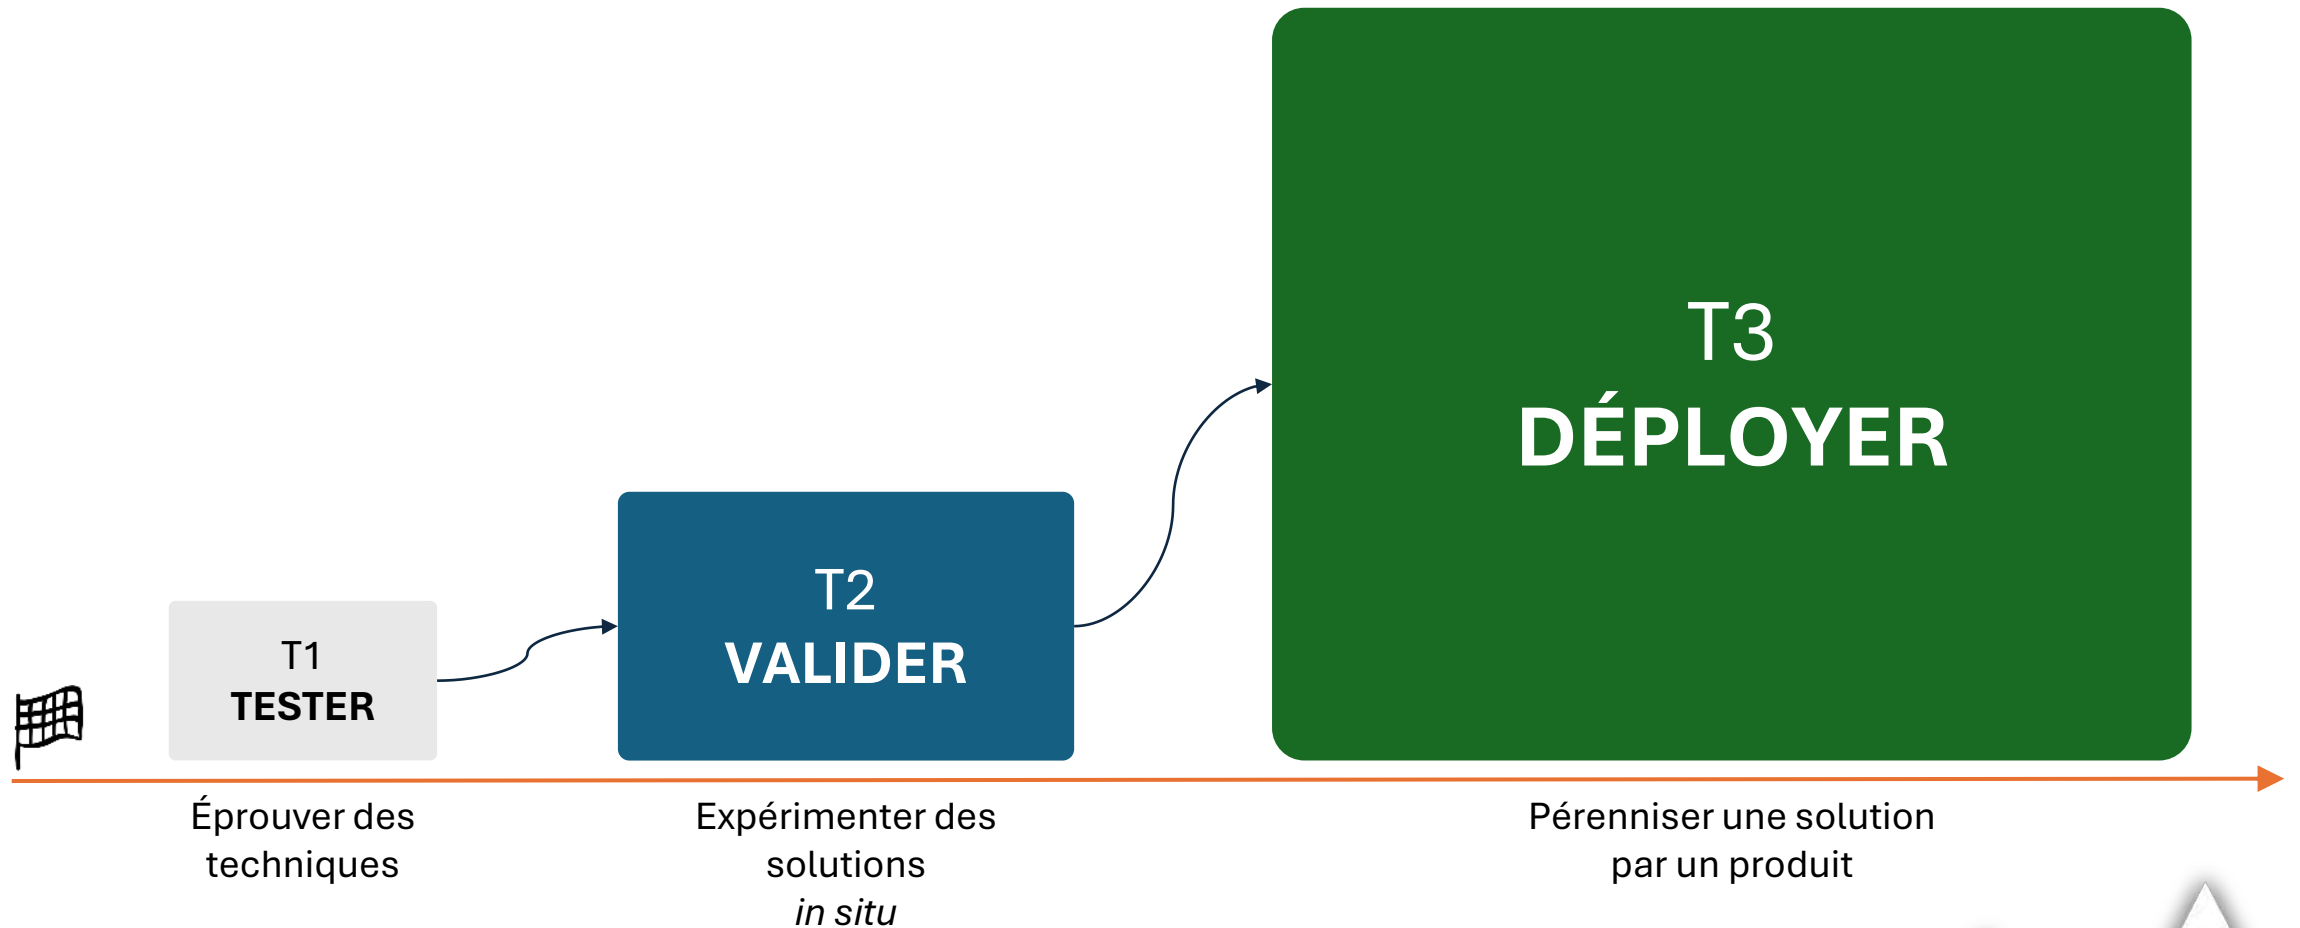 T3
DÉPLOYER
T2
VALIDER
T1
TESTER
Éprouver des
techniques
Expérimenter des
solutions
in situ
Pérenniser une solution
par un produit